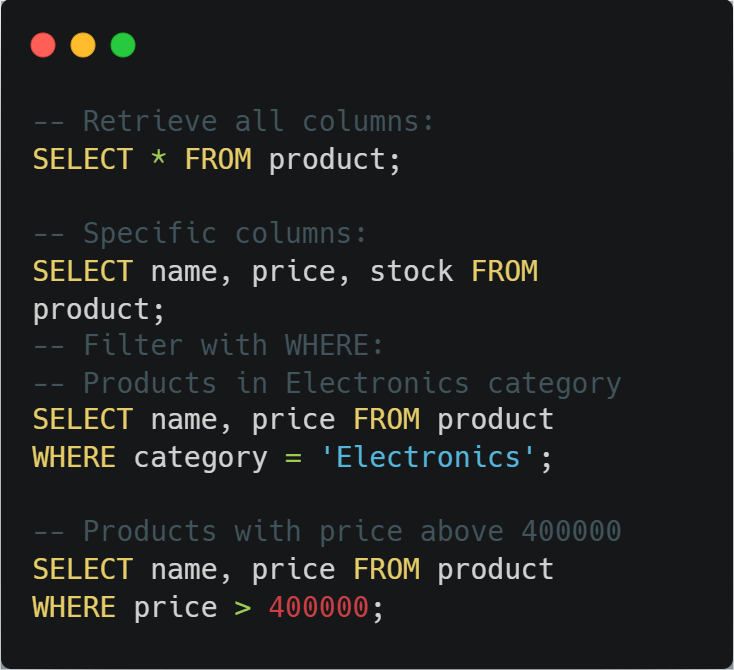 -- Retrieve all columns:
SELECT * FROM product;
-- Specific columns:
SELECT name, price, stock FROM
product;
-- Filter with WHERE:
-- Products in Electronics category
SELECT name, price FROM product
WHERE category = 'Electronics';
-- Products with price above 400000
SELECT name, price FROM product
WHERE price > 400000;